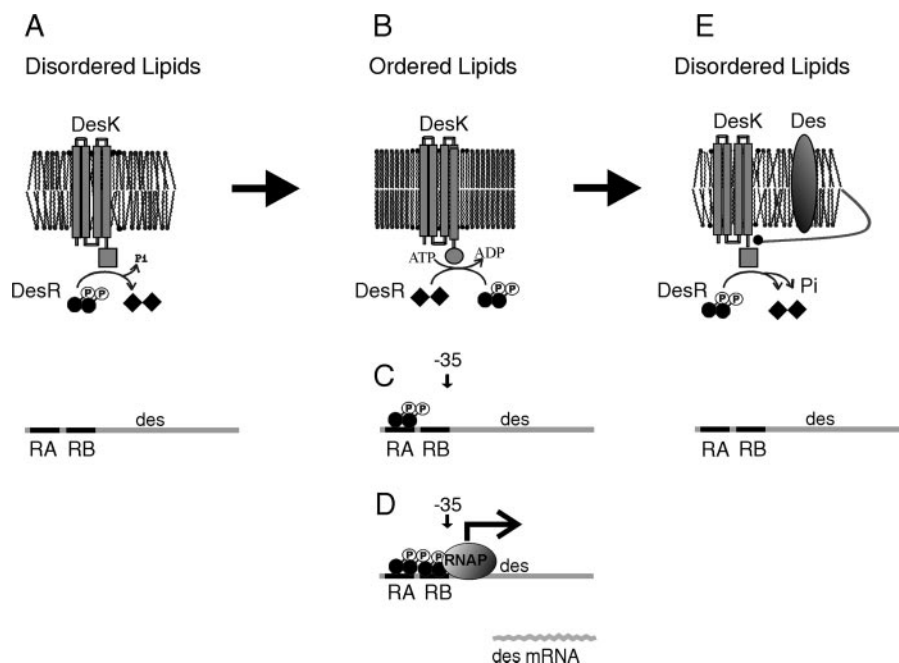 A
Disordered Lipids
DesK
Pi
DesR
P P
des
RA RB
B
Ordered Lipids
DesK
ATP ADP
DesR
P P
C
-35
P P
des
RA RB
D
-35
P P P
RNAP
des
RA RB
des mRNA
E
Disordered Lipids
DesK Des
DesR
P P
Pi
des
RA RB